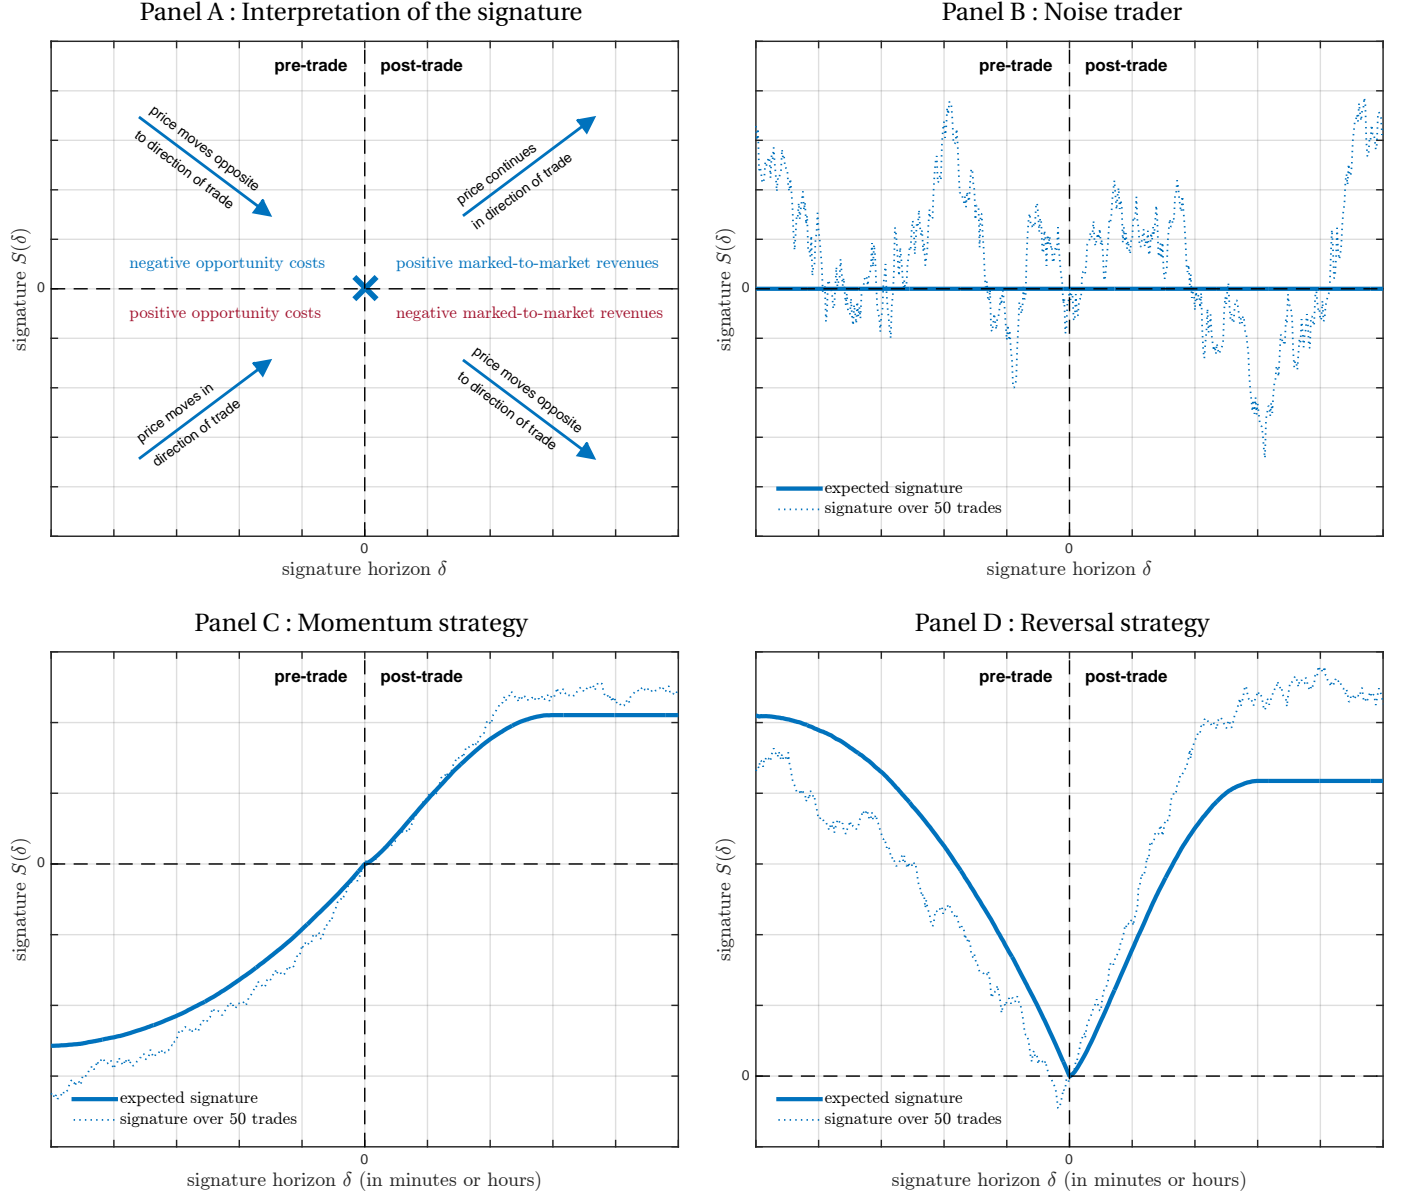 Panel A : Interpretation of the signature
pre-trade
post-trade
price moves opposite
to direction of trade
price continues
in direction of trade
negative opportunity costs
positive marked-to-market revenues
positive opportunity costs
negative marked-to-market revenues
price moves in
direction of trade
price moves opposite
to direction of trade
signature S(δ)
0
0
signature horizon δ
Panel B : Noise trader
pre-trade
post-trade
signature S(δ)
0
expected signature
signature over 50 trades
0
signature horizon δ
Panel C : Momentum strategy
pre-trade
post-trade
signature S(δ)
0
expected signature
signature over 50 trades
0
signature horizon δ (in minutes or hours)
Panel D : Reversal strategy
pre-trade
post-trade
signature S(δ)
0
expected signature
signature over 50 trades
0
signature horizon δ (in minutes or hours)